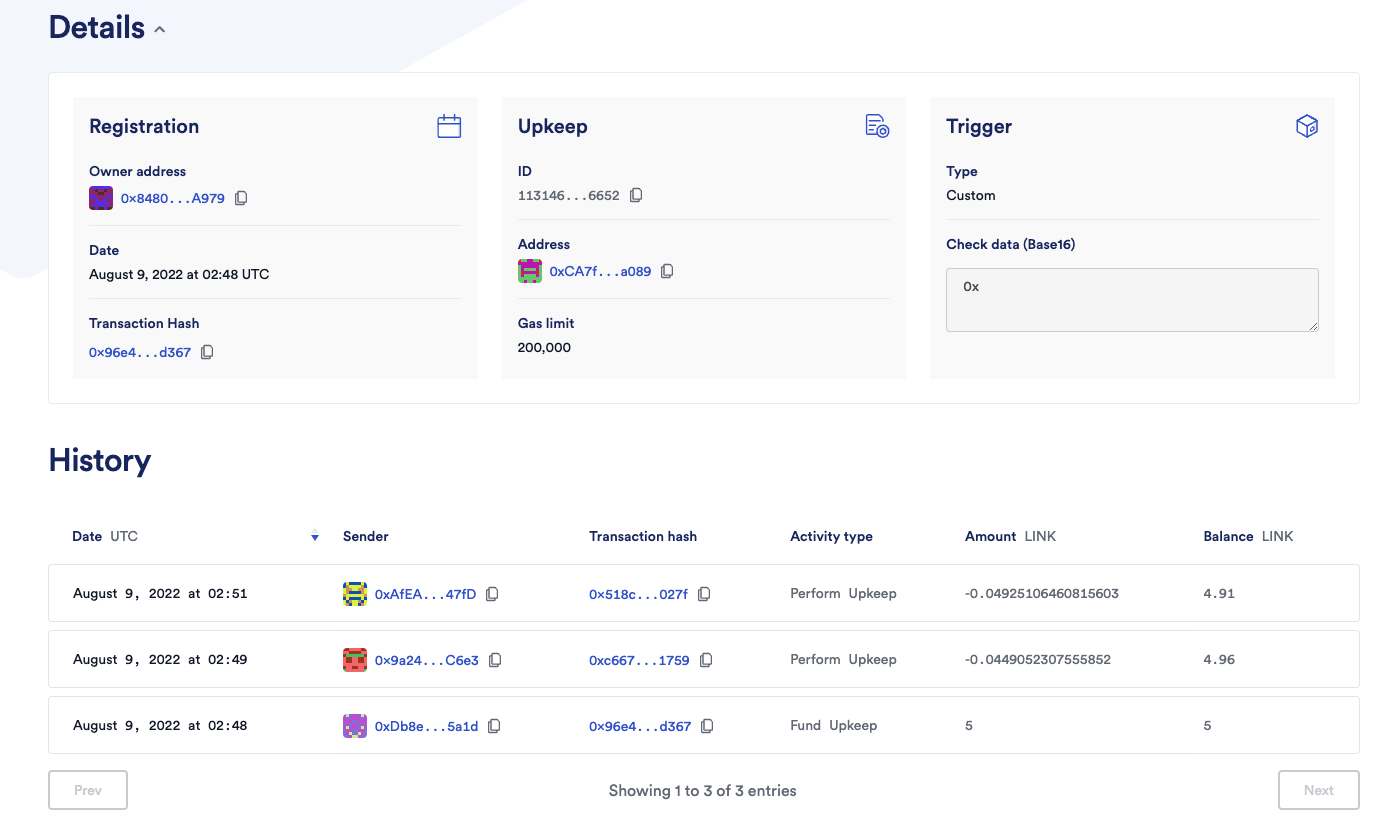 Details
Registration
Owner address
0x8480...A979
Date
August 9, 2022 at 02:48 UTC
Transaction Hash
0x96e4...d367
Upkeep
ID
113146...6652
Address
0xCA7f...a089
Gas limit
200,000
Trigger
Type
Custom
Check data (Base16)
0x
History
Date UTC Sender Transaction hash Activity type Amount LINK Balance LINK
August 9, 2022 at 02:51 0xAfEA...47fD 0x518c...027f Perform Upkeep -0.04925106460815603 4.91
August 9, 2022 at 02:49 0x9a24...C6e3 0xc667...1759 Perform Upkeep -0.0449052307555852 4.96
August 9, 2022 at 02:48 0xDb8e...5a1d 0x96e4...d367 Fund Upkeep 5 5
Prev Showing 1 to 3 of 3 entries Next